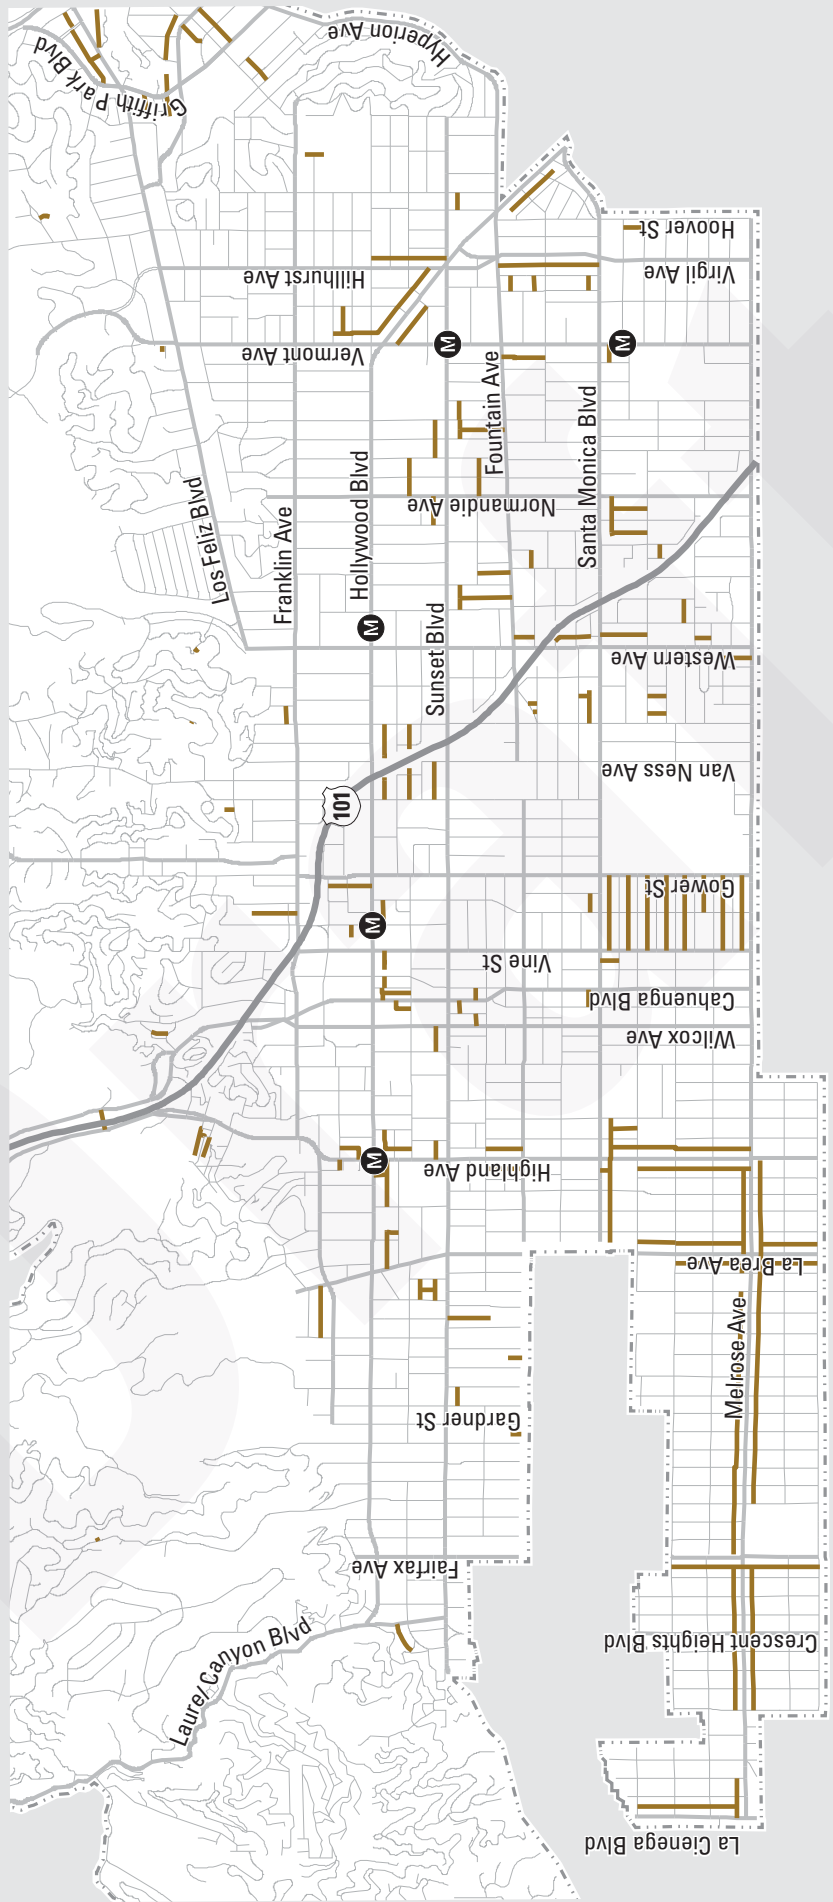 Hyperion Ave
Griffith Park Blvd
Hoover St
Virgil Ave
Hillhurst Ave
Vermont Ave
M
M
Fountain Ave
Santa Monica Blvd
Hollywood Blvd
Los Feliz Blvd
Normandie Ave
Franklin Ave
M
Sunset Blvd
Western Ave
Van Ness Ave
101
Gower St
M
Vine St
Cahuenga Blvd
Wilcox Ave
M
Highland Ave
La Brea Ave
Melrose Ave
Gardner St
Fairfax Ave
Crescent Heights Blvd
Laurel Canyon Blvd
La Cienega Blvd